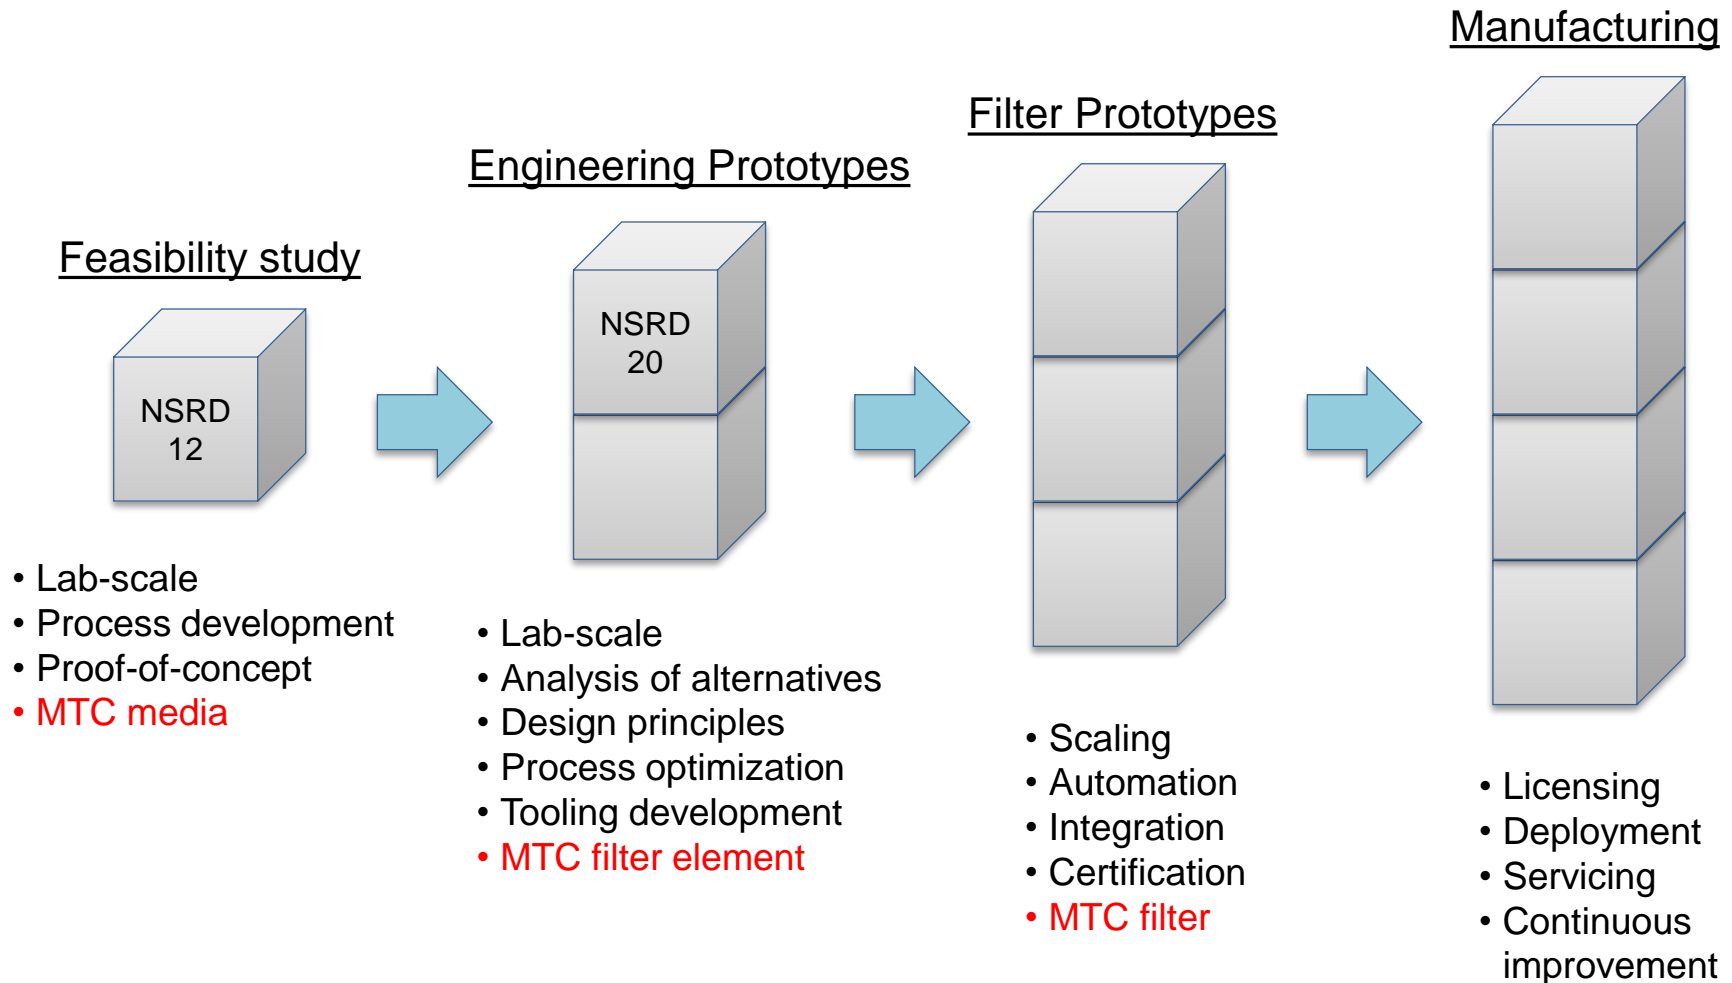 Feasibility study
NSRD
12
• Lab-scale
• Process development
• Proof-of-concept
• MTC media
Engineering Prototypes
NSRD
20
• Lab-scale
• Analysis of alternatives
• Design principles
• Process optimization
• Tooling development
• MTC filter element
Filter Prototypes
• Scaling
• Automation
• Integration
• Certification
• MTC filter
Manufacturing
• Licensing
• Deployment
• Servicing
• Continuous
improvement